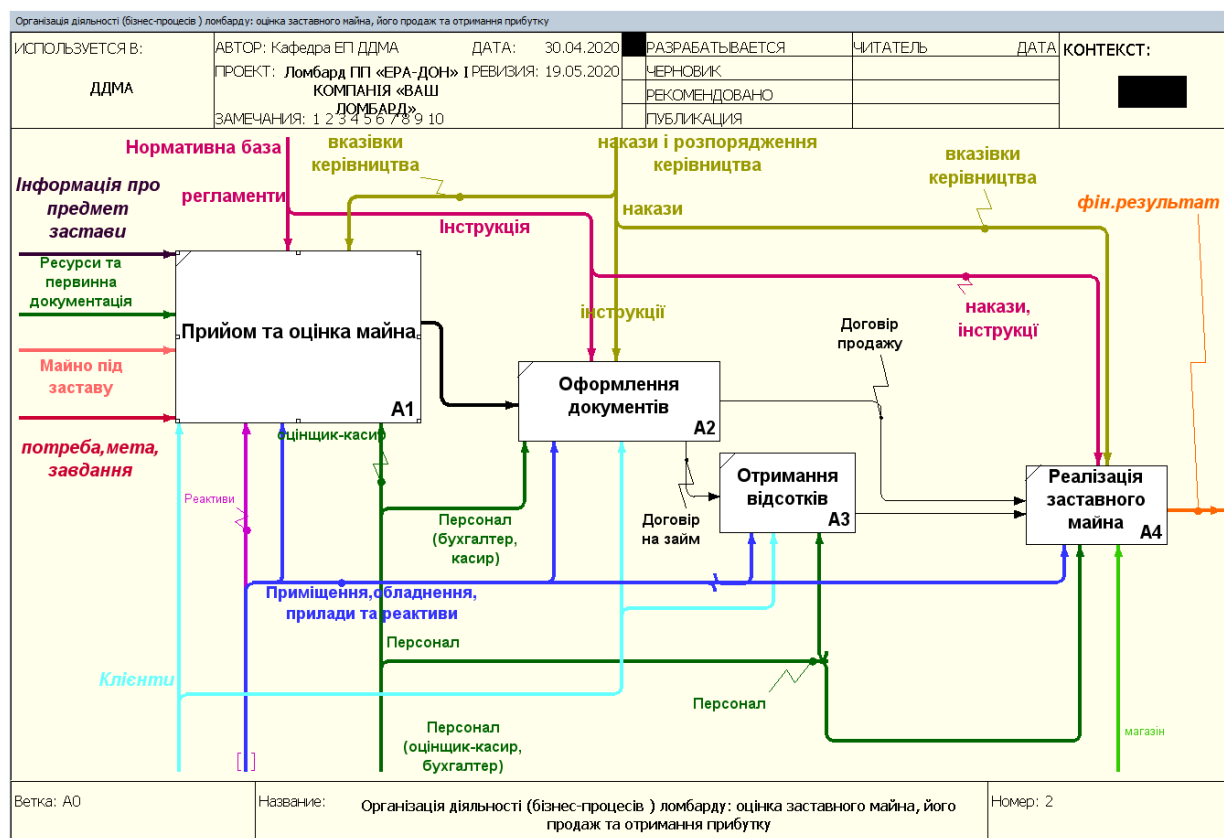 Організація діяльності (бізнес-процесів ) ломбарду: оцінка заставного майна, його продаж та отримання прибутку
ИСПОЛЬЗУЕТСЯ В:
ДДМА
АВТОР: Кафедра ЕП ДДМА
ДАТА: 30.04.2020
ПРОЕКТ: Ломбард ПП «ЕРА-ДОН» І
КОМПАНІЯ «ВАШ
ЛОМБАРД»
РЕВИЗИЯ: 19.05.2020
ЗАМЕЧАНИЯ: 1 2 3 4 5 6 7 8 9 10
РАЗРАБАТЫВАЕТСЯ
ЧЕРНОВИК
РЕКОМЕНДОВАНО
ПУБЛИКАЦИЯ
ЧИТАТЕЛЬ
ДАТА
КОНТЕКСТ:
Нормативна база
вказівки
керівництва
накази і розпорядження
керівництва
вказівки
керівництва
Інформація про
предмет
застави
регламенти
Інструкція
накази
фін.результат
Ресурси та
первинна
документація
Прийом та оцінка майна
A1
інструкції
накази,
інструкції
Договір
продажу
Майно під
заставу
Оформлення
документів
A2
потреба,мета,
завдання
оцінщик-касир
Реактиви
Отримання
відсотків
A3
Реалізація
заставного
майна
A4
Персонал
(бухгалтер,
касир)
Договір
на займ
Приміщення,обладнення,
прилади та реактиви
Персонал
Клієнти
Персонал
Персонал
(оцінщик-касир,
бухгалтер)
магазін
Ветка: A0
Название:
Організація діяльності (бізнес-процесів ) ломбарду: оцінка заставного майна, його
продаж та отримання прибутку
Номер: 2